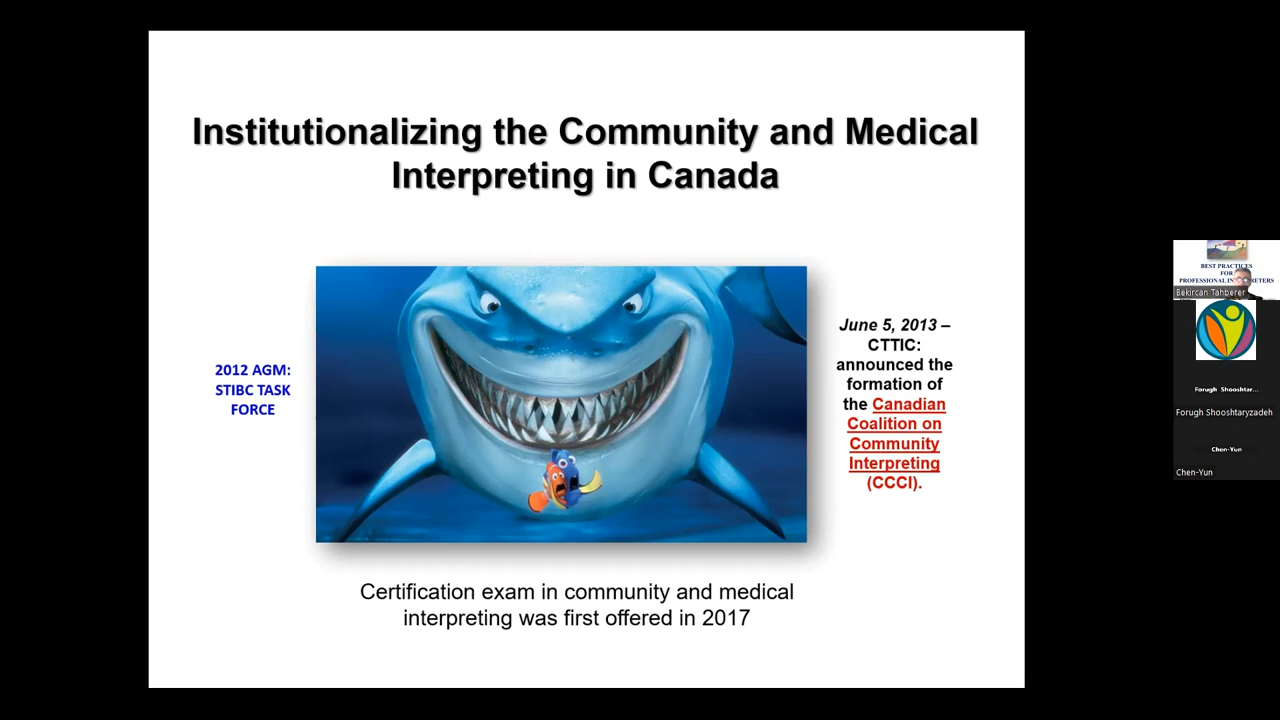 Institutionalizing the Community and Medical
Interpreting in Canada
2012 AGM:
STIBC TASK
FORCE
June 5, 2013 –
CTTIC:
announced the
formation of
the Canadian
Coalition on
Community
Interpreting
(CCCI).
Certification exam in community and medical
interpreting was first offered in 2017
BEST PRACTICES
FOR
PROFESSIONAL
Bekircan Tahberer
Forugh Shooshtar...
Forugh Shooshtaryzadeh
Chen-Yun
Chen-Yun